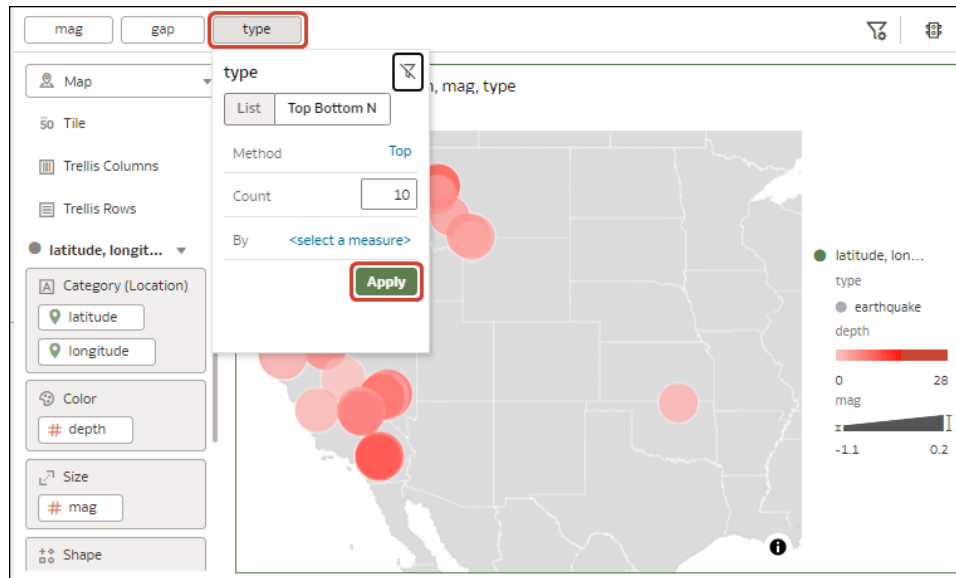 mag gap type
type
List Top Bottom N
Method Top
Count 10
By <select a measure>
Apply
Map
50 Tile
Trellis Columns
Trellis Rows
latitude, longit...
A Category (Location)
latitude
longitude
Color
# depth
Size
# mag
Shape
, mag, type
latitude, lon...
type
earthquake
depth
0 28
mag
-1.1 0.2